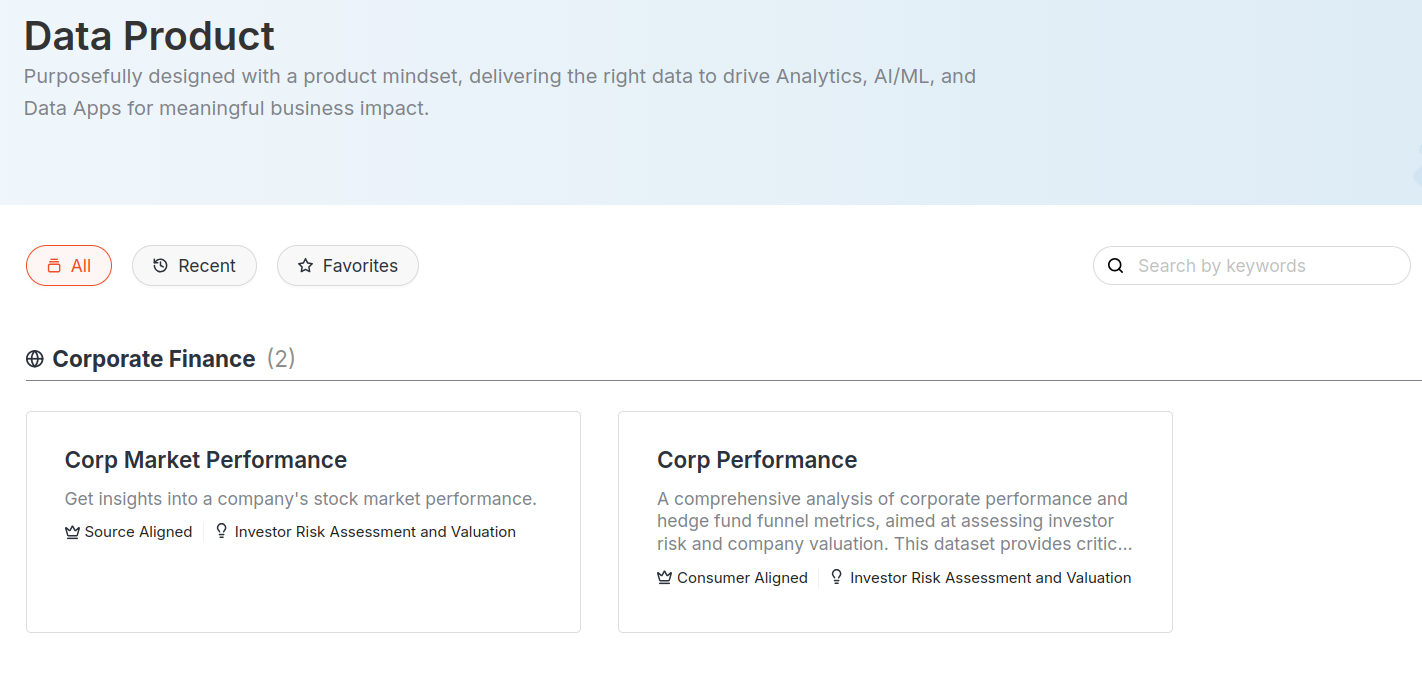 Data Product
Purposefully designed with a product mindset, delivering the right data to drive Analytics, AI/ML, and
Data Apps for meaningful business impact.
All
Recent
Favorites
Search by keywords
Corporate Finance (2)
Corp Market Performance
Get insights into a company's stock market performance.
Source Aligned
Investor Risk Assessment and Valuation
Corp Performance
A comprehensive analysis of corporate performance and
hedge fund funnel metrics, aimed at assessing investor
risk and company valuation. This dataset provides critic...
Consumer Aligned
Investor Risk Assessment and Valuation